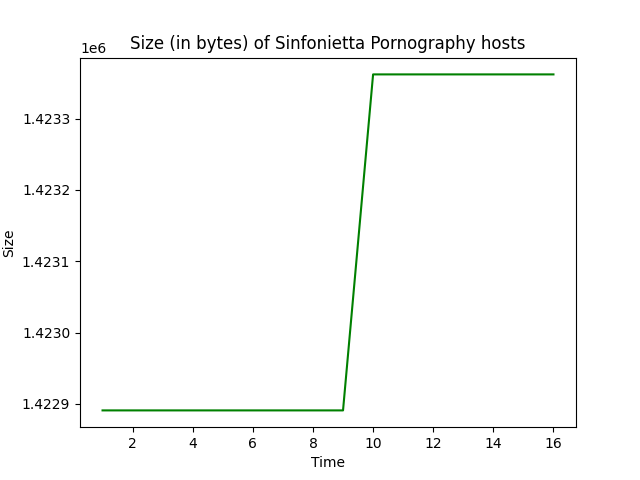 Size (in bytes) of Sinfonietta Pornography hosts
1e6
1.4233
1.4232
1.4231
1.4230
1.4229
Size
2 4 6 8 10 12 14 16
Time